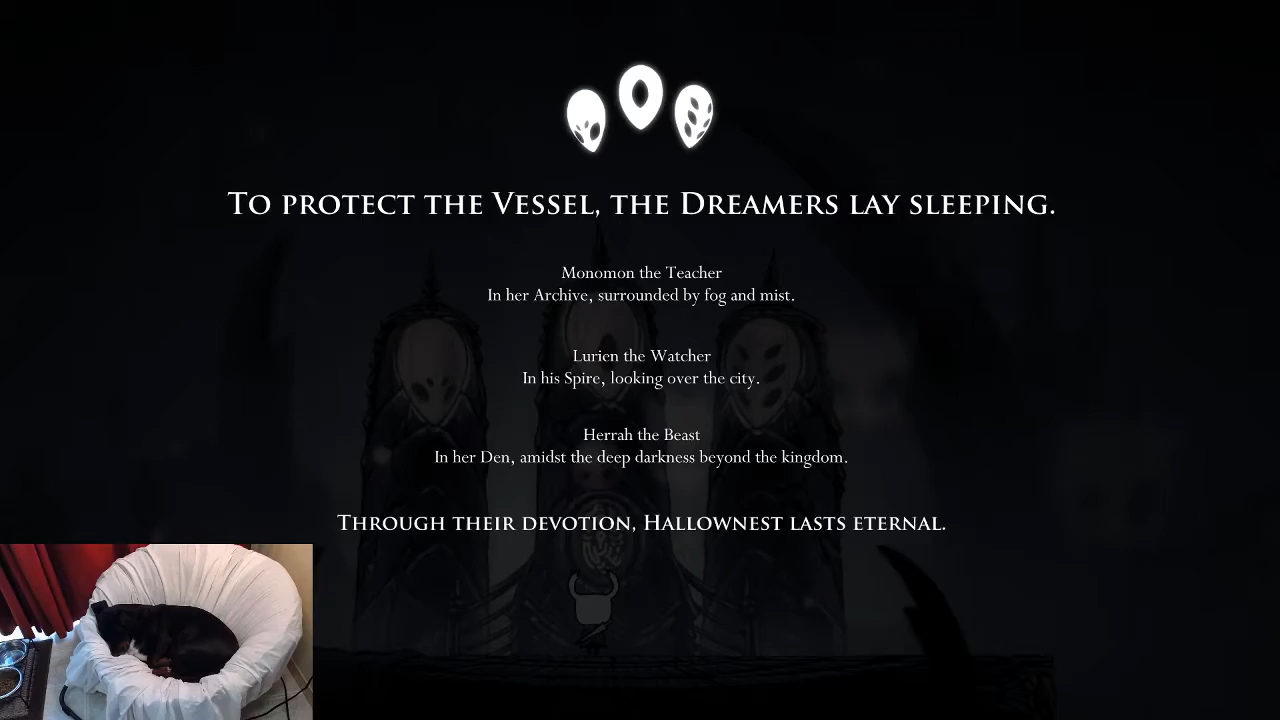 To protect the Vessel, the Dreamers lay sleeping.
Monomon the Teacher
In her Archive, surrounded by fog and mist.
Lurien the Watcher
In his Spire, looking over the city.
Herrah the Beast
In her Den, amidst the deep darkness beyond the kingdom.
Through their devotion, Hallownest lasts eternal.